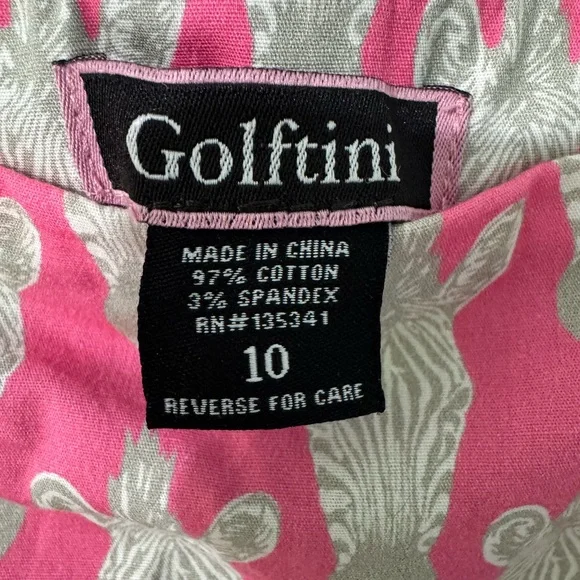 Golftini
MADE IN CHINA
97% COTTON
3% SPANDEX
RN#135341
10
REVERSE FOR CARE